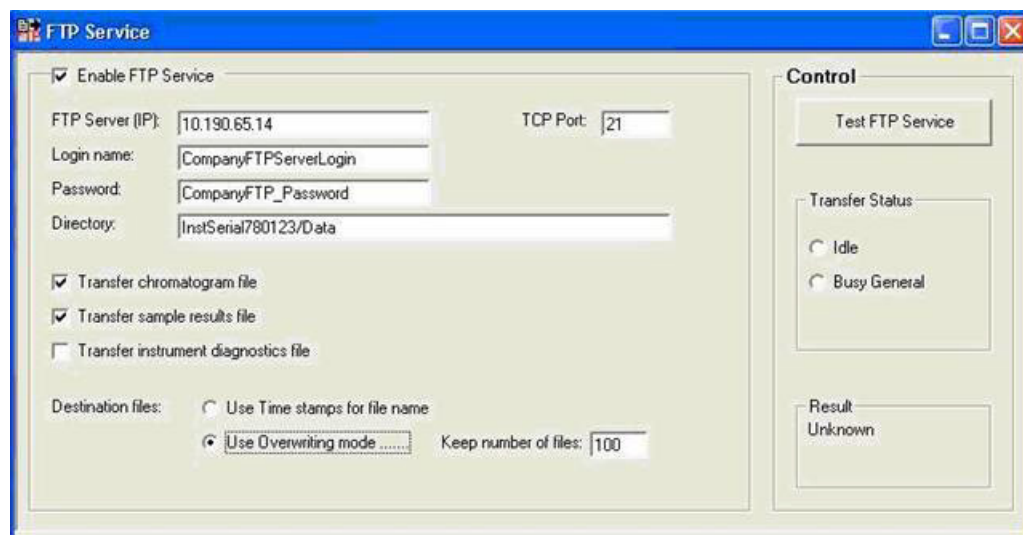 FTP Service
Enable FTP Service
FTP Server (IP): 10.190.65.14 TCP Port: 21
Login name: CompanyFTPServerLogin
Password: CompanyFTP_Password
Directory: InstSerial780123/Data
Transfer chromatogram file
Transfer sample results file
Transfer instrument diagnostics file
Destination files: Use Time stamps for file name
Use Overwriting mode ....... Keep number of files: 100
Control
Test FTP Service
Transfer Status
Idle
Busy General
Result
Unknown